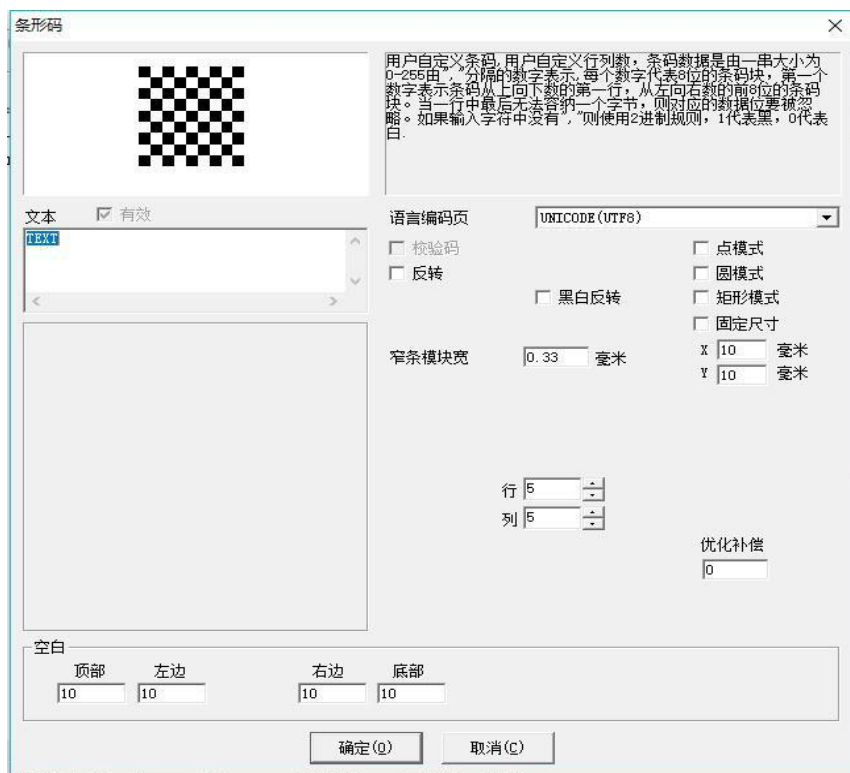 条形码
用户自定义条码,用户自定义行列数，条码数据是由一串大小为
0-255由","分隔的数字表示,每个数字代表8位的条码块，第一个
数字表示条码从上向下数的第一行，从左向右数的前8位的条码
块。当一行中最后无法容纳一个字节，则对应的数据位要被忽
略。如果输入字符中没有","则使用2进制规则，1代表黑，0代表
白.
文本 有效
TEXT
语言编码页 UNICODE(UTF8)
校验码 点模式
反转 圆模式
黑白反转 矩形模式
固定尺寸
窄条模块宽 0.33 毫米 X 10 毫米
Y 10 毫米
行 5
列 5
优化补偿
0
空白
顶部 左边 右边 底部
10 10 10 10
确定(O) 取消(C)